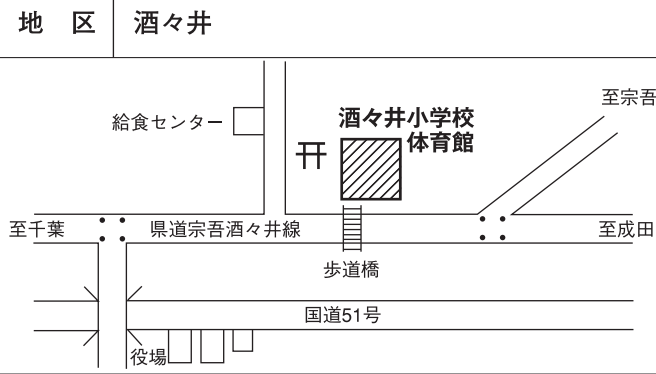 地 区 酒々井
至宗吾
酒々井小学校
体育館
給食センター
至千葉
県道宗吾酒々井線
至成田
歩道橋
国道51号
役場